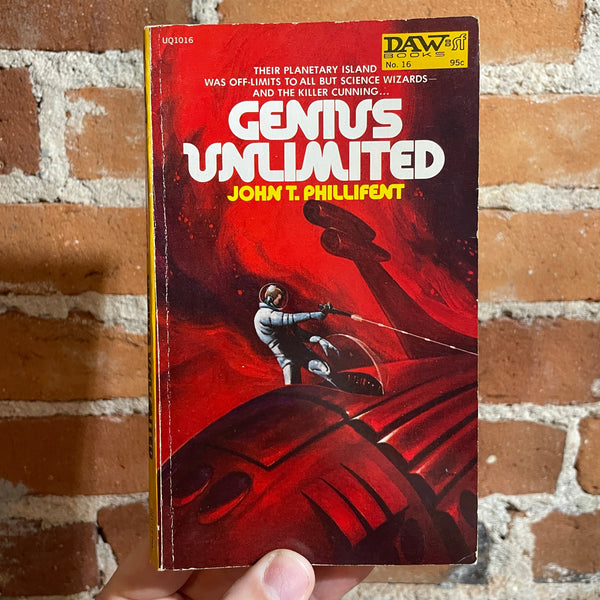 UQ1016
DAW sf
BOOKS
No. 16 95c
THEIR PLANETARY ISLAND
WAS OFF-LIMITS TO ALL BUT SCIENCE WIZARDS—
AND THE KILLER CUNNING...
GENIUS
UNLIMITED
JOHN T. PHILLIFENT